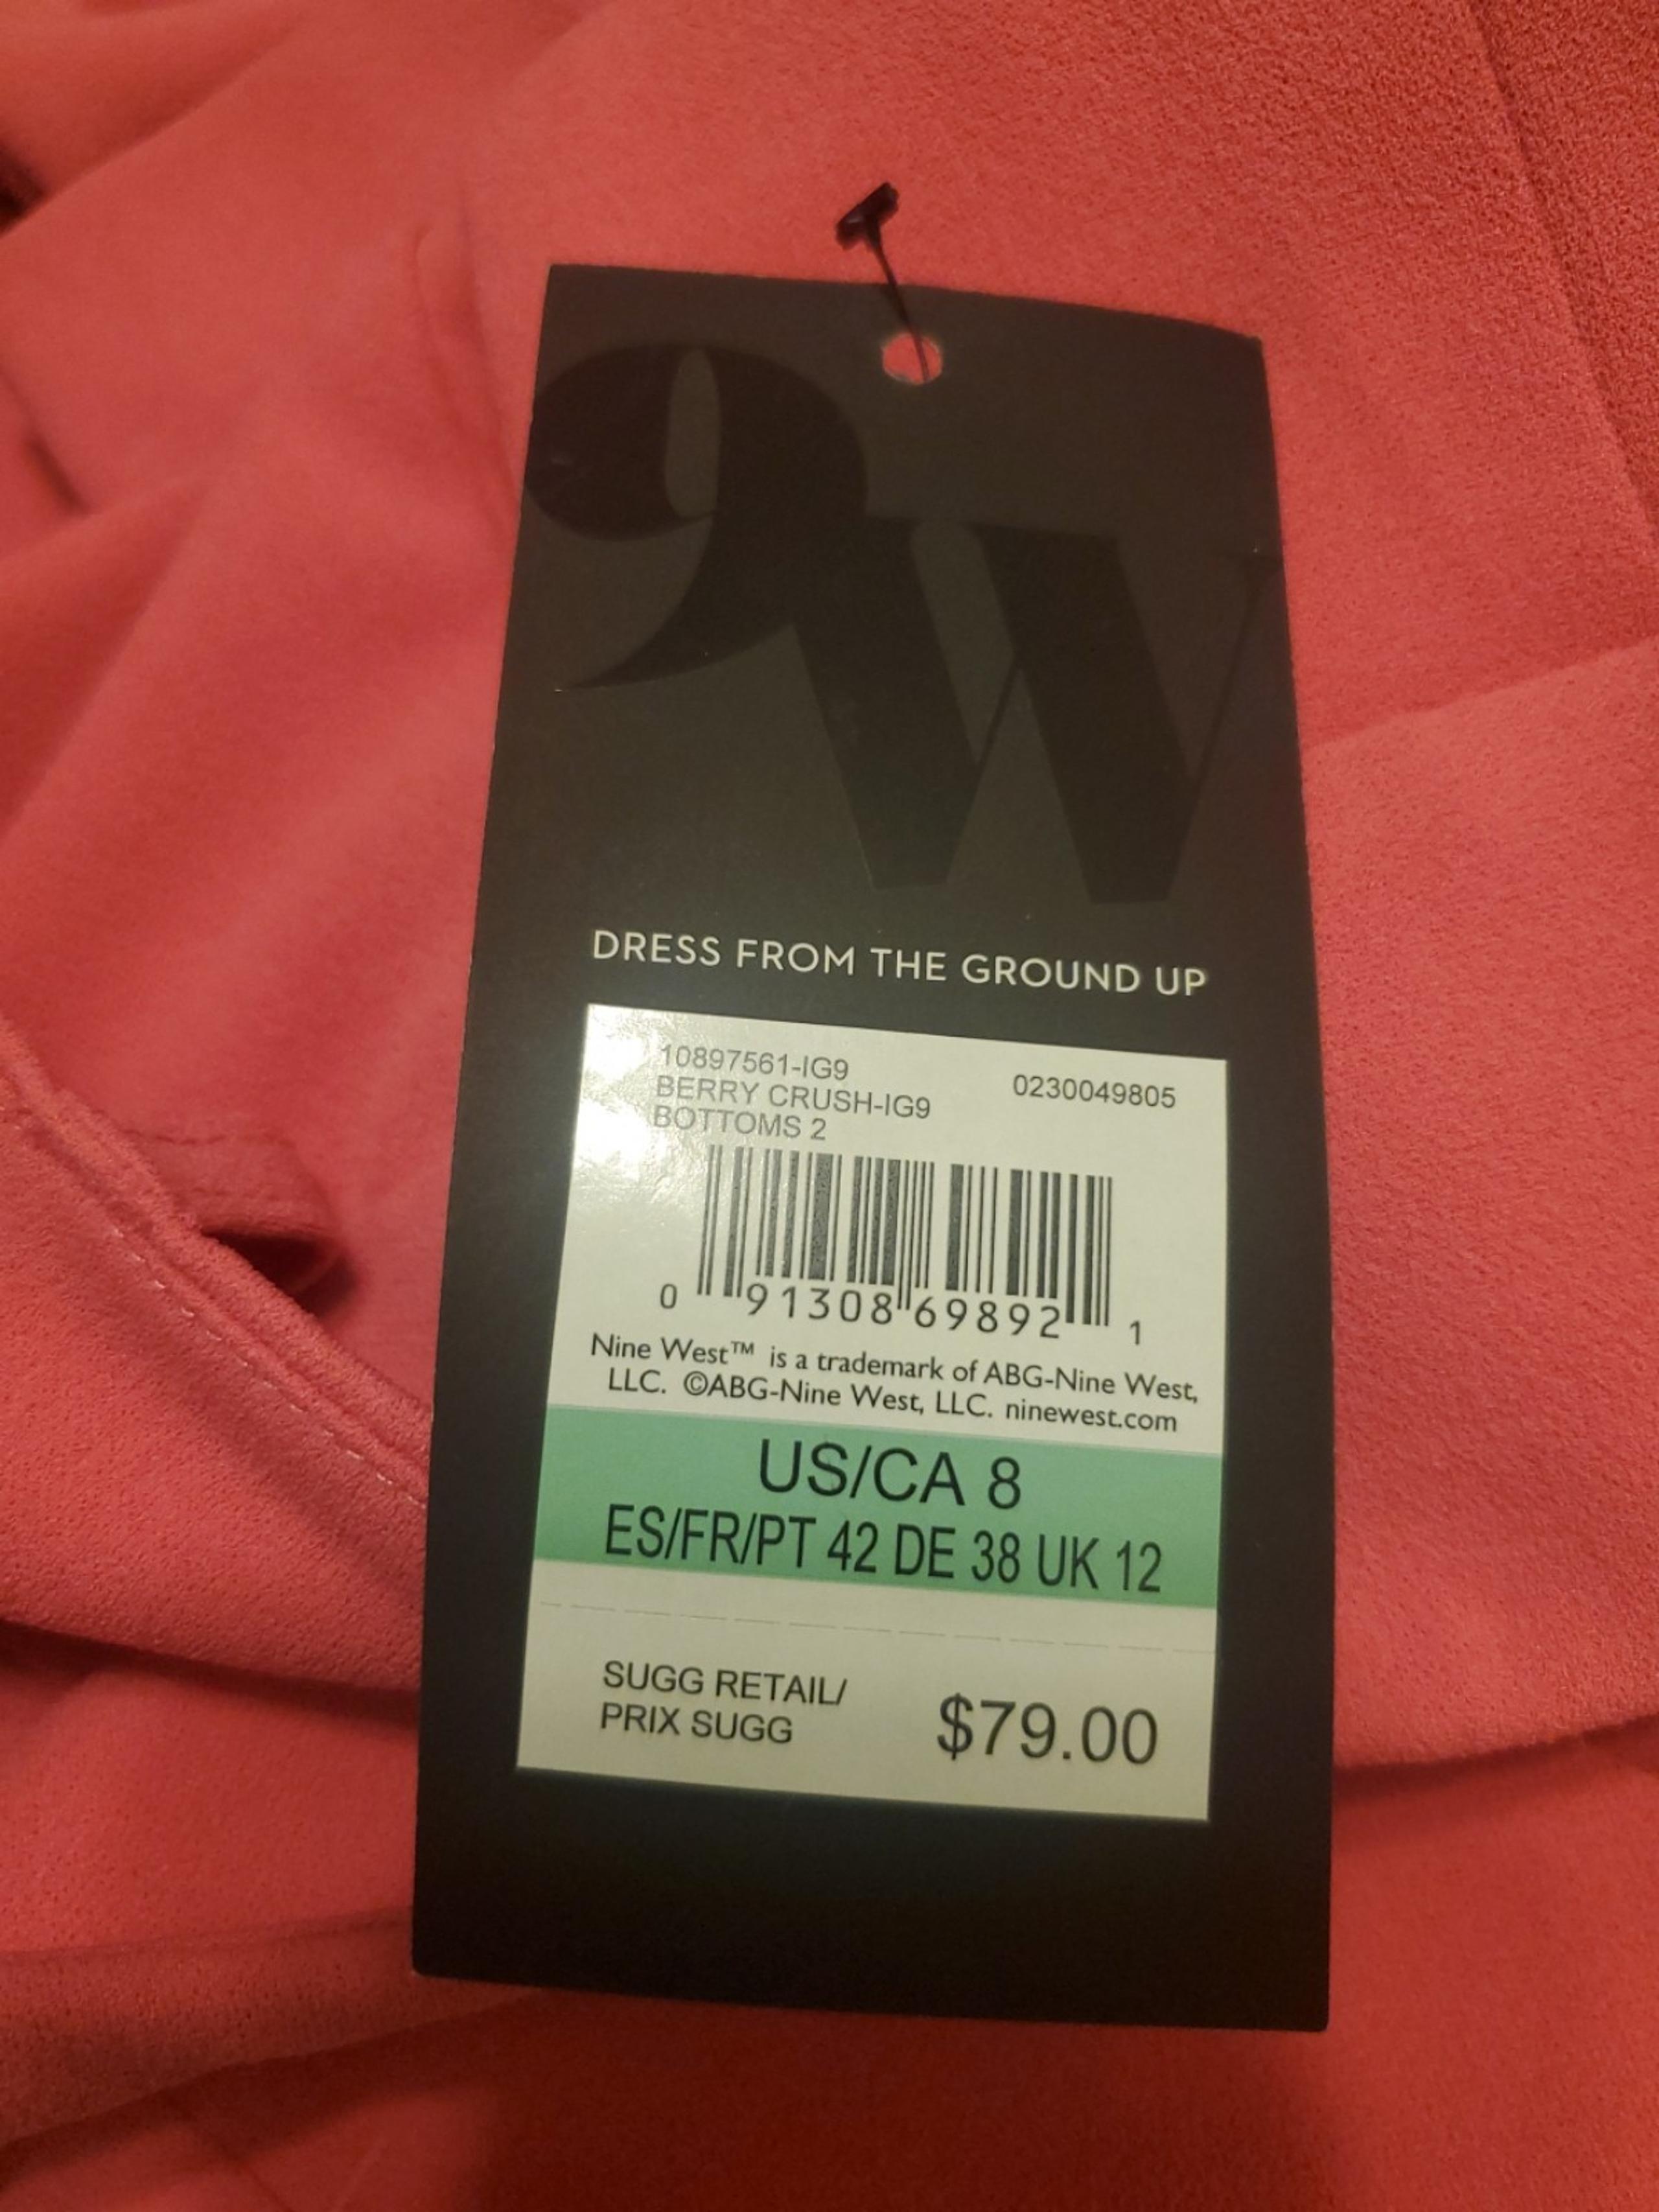 9W
DRESS FROM THE GROUND UP
10897561-IG9
0230049805
BERRY CRUSH-IG9
BOTTOMS 2
0 91308 69892 1
Nine West™ is a trademark of ABG-Nine West,
LLC. ©ABG-Nine West, LLC. ninewest.com
US/CA 8
ES/FR/PT 42 DE 38 UK 12
SUGG RETAIL/
PRIX SUGG
$79.00